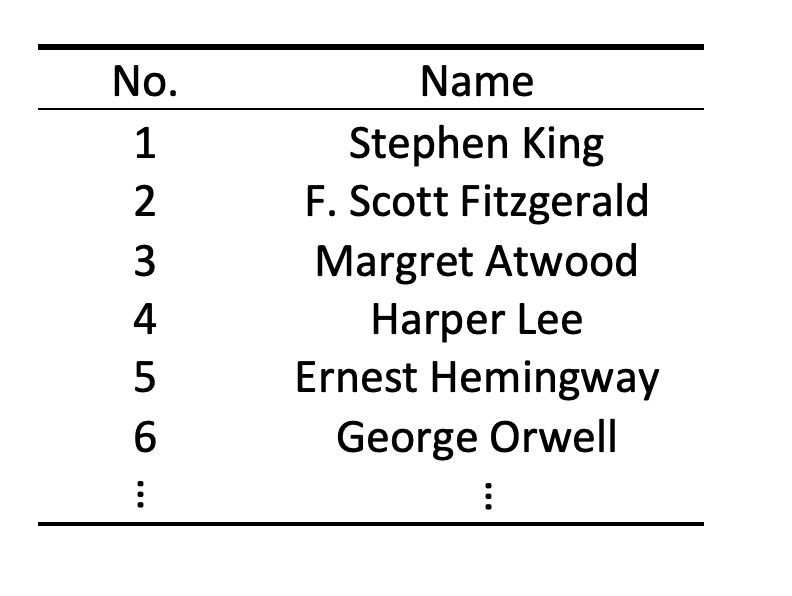 No. Name
1 Stephen King
2 F. Scott Fitzgerald
3 Margret Atwood
4 Harper Lee
5 Ernest Hemingway
6 George Orwell
⋮ ⋮